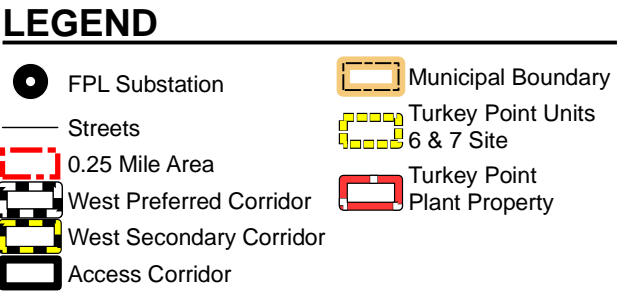 LEGEND
FPL Substation
Streets
0.25 Mile Area
West Preferred Corridor
West Secondary Corridor
Access Corridor
Municipal Boundary
Turkey Point Units
6 & 7 Site
Turkey Point
Plant Property